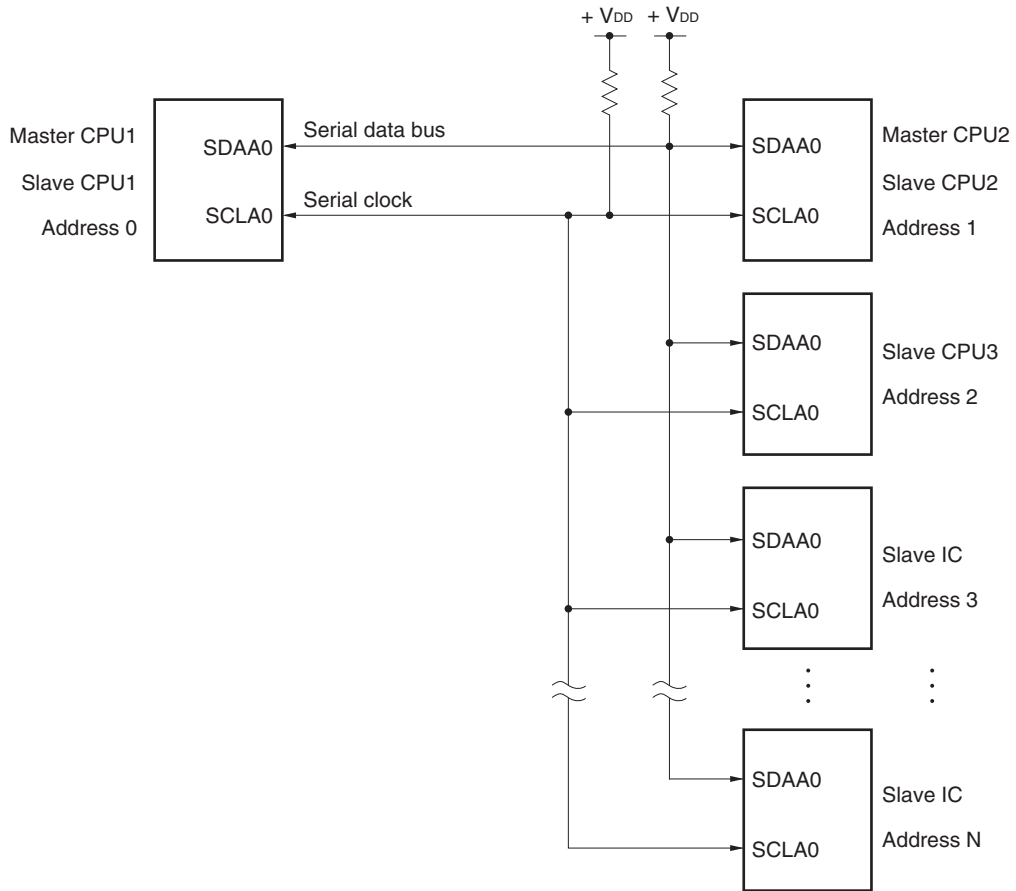 + VDD
+ VDD
Master CPU1
Slave CPU1
Address 0
SDAA0
SCLA0
Serial data bus
Serial clock
SDAA0
SCLA0
Master CPU2
Slave CPU2
Address 1
SDAA0
SCLA0
Slave CPU3
Address 2
SDAA0
SCLA0
Slave IC
Address 3
SDAA0
SCLA0
Slave IC
Address N